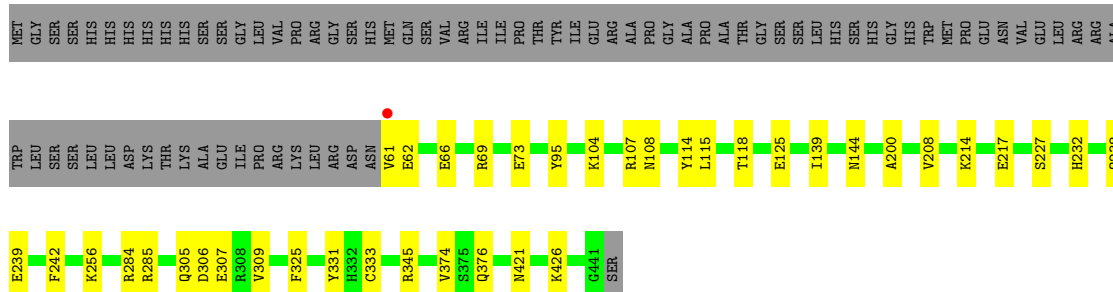 MET GLY SER SER HIS HIS HIS HIS HIS HIS SER SER GLY LEU VAL PRO ARG GLY SER HIS MET GLN SER VAL ARG ILE ILE PRO THR TYR ILE GLU ARG ALA PRO GLY ALA PRO ALA THR GLY SER SER LEU HIS SER HIS GLY HIS TRP MET PRO GLU ASN VAL GLU LEU ARG ARG ALA
TRP LEU SER SER LEU LEU ASP LYS THR LYS ALA GLU ILE PRO ARG LYS LEU ARG ASP ASN V61 E62 E66 R69 E73 Y95 K104 R107 N108 Y114 L115 T118 E125 I139 N144 A200 V208 K214 E217 S227 H232
E239 F242 K256 R284 R285 Q305 D306 E307 R308 V309 F325 Y331 H332 C333 R345 V374 S375 Q376 N421 K426 G441 SER